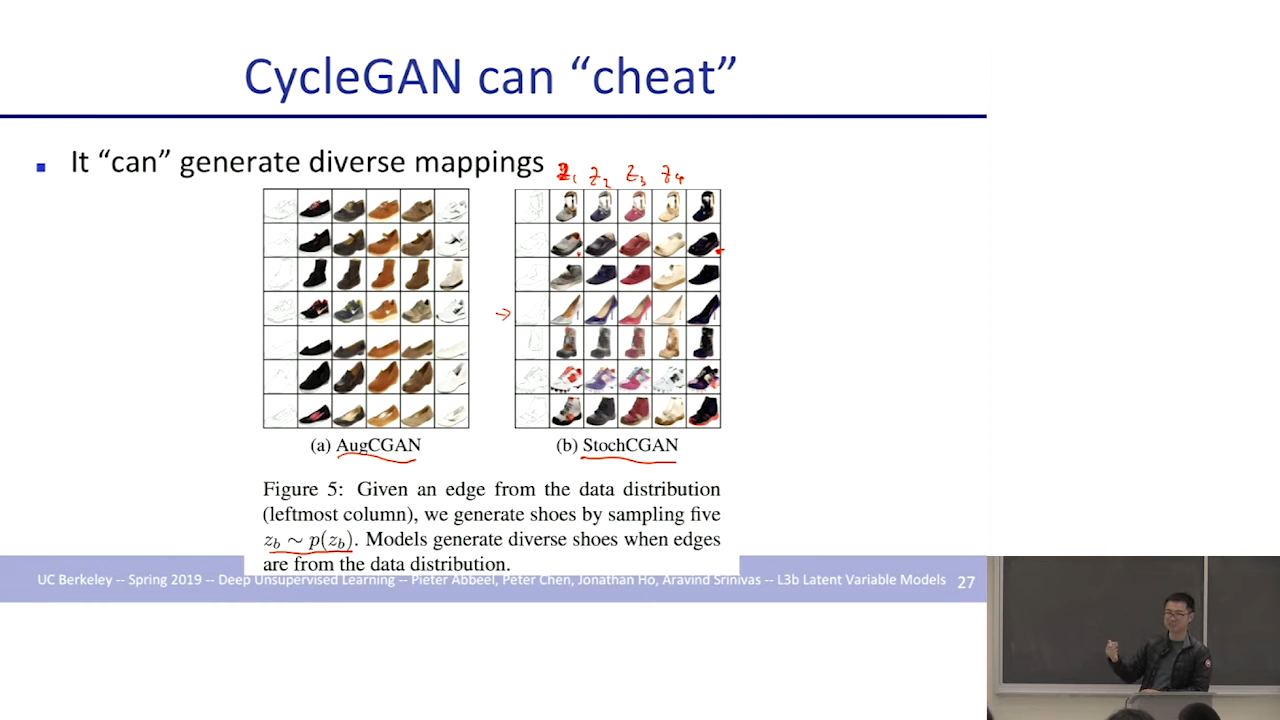 CycleGAN can “cheat”
▪ It “can” generate diverse mappings
z₁ z₂ z₃ z₄
→
(a) AugCGAN
(b) StochCGAN
Figure 5: Given an edge from the data distribution
(leftmost column), we generate shoes by sampling five
z_b ∼ p(z_b). Models generate diverse shoes when edges
are from the data distribution.
UC Berkeley -- Spring 2019 -- Deep Unsupervised Learning -- Pieter Abbeel, Peter Chen, Jonathan Ho, Aravind Srinivas -- L3b Latent Variable Models 27